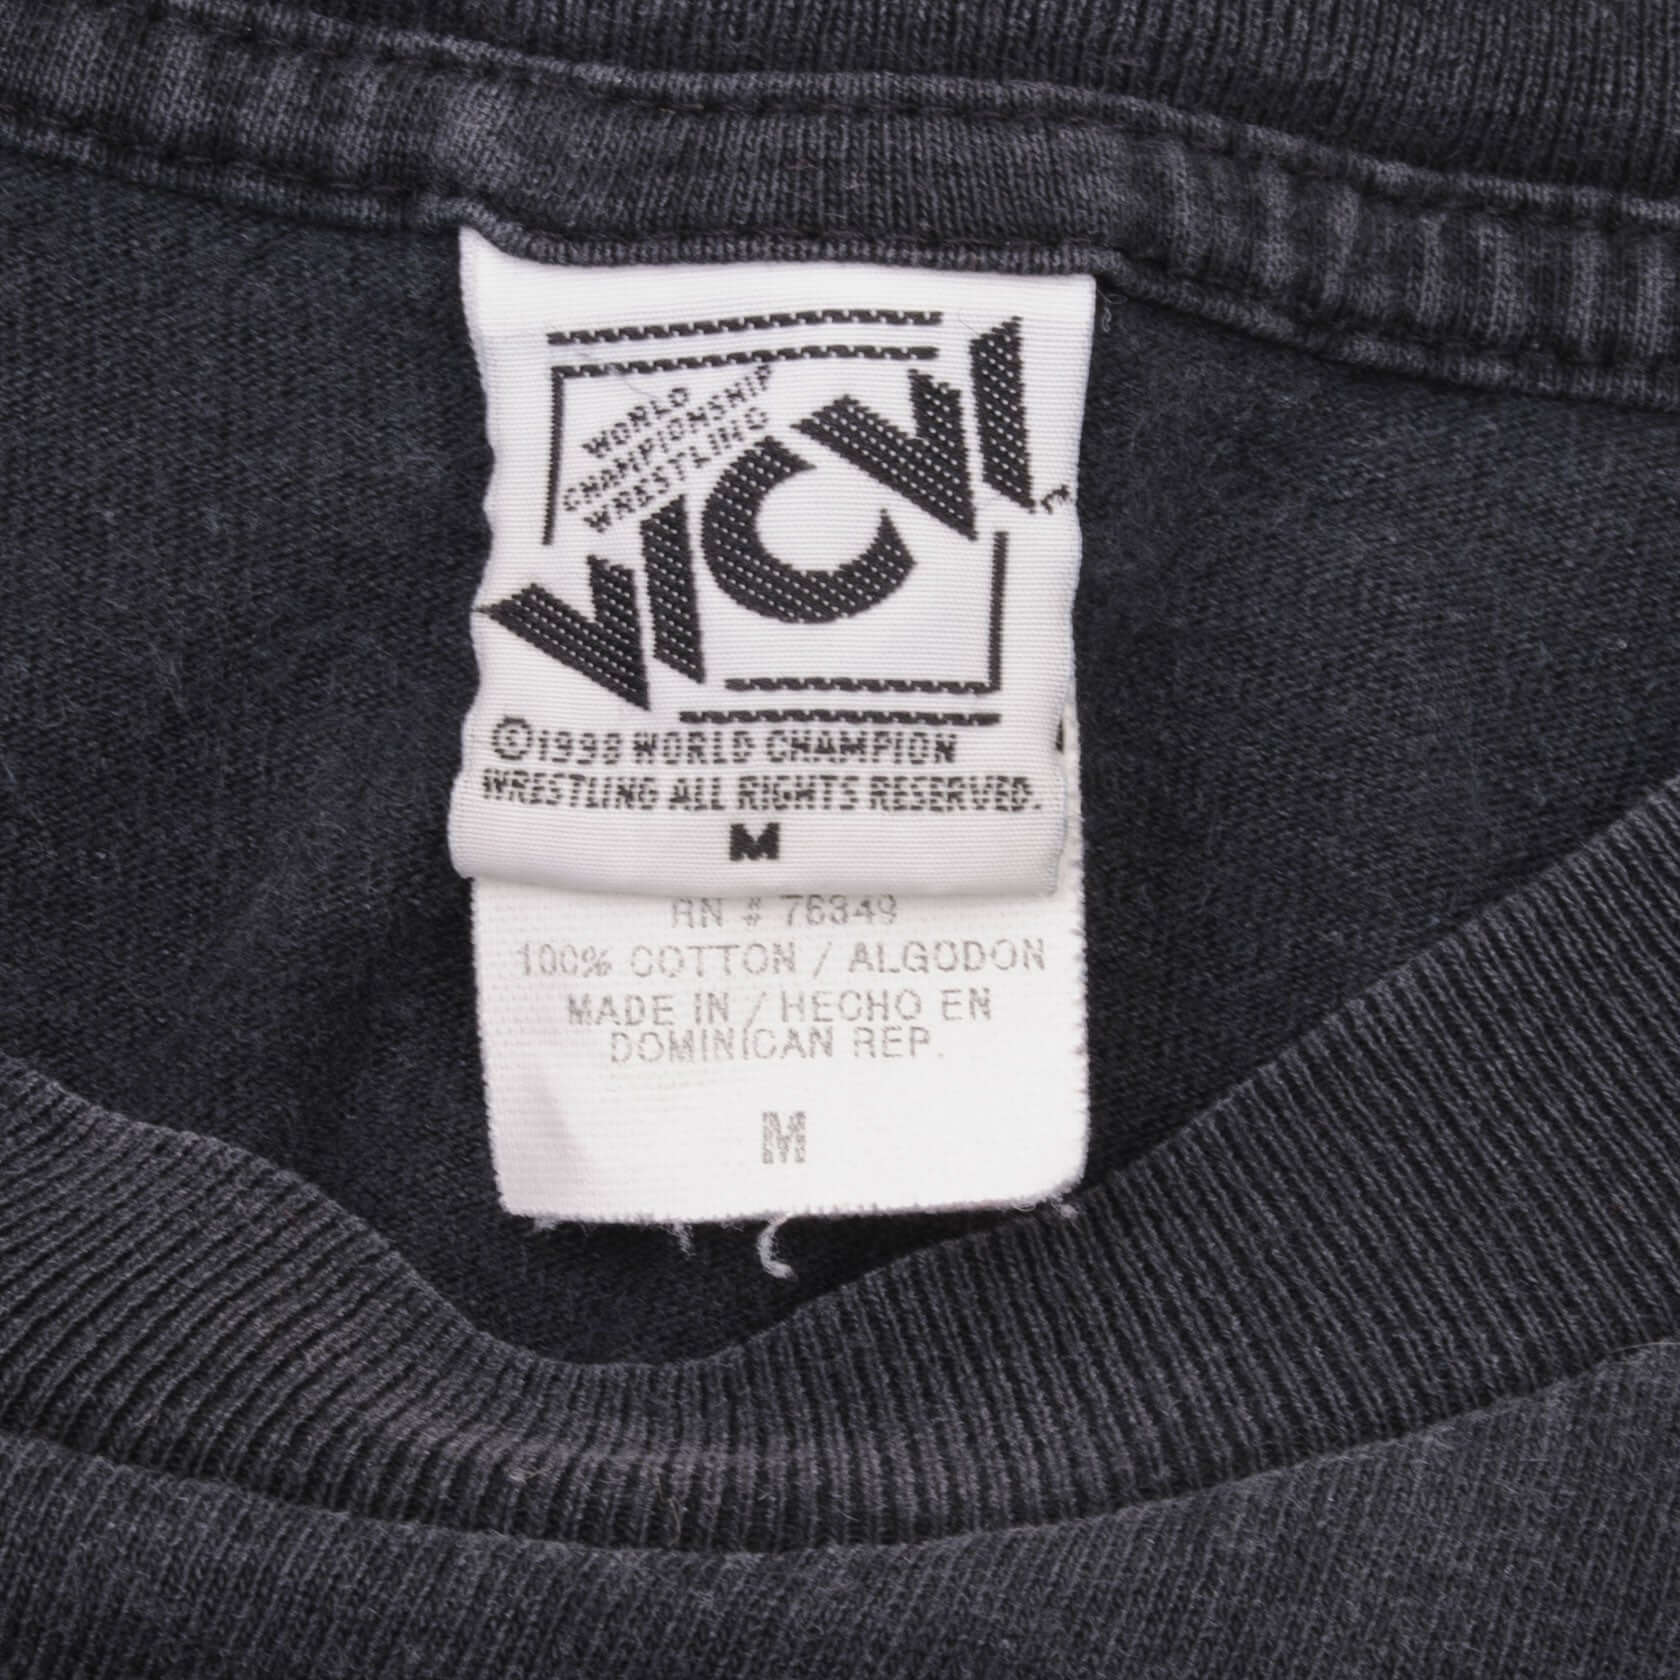 WORLD
CHAMPIONSHIP
WRESTLING
WCW
™
©1998 WORLD CHAMPION
WRESTLING ALL RIGHTS RESERVED.
M
RN # 76349
100% COTTON / ALGODON
MADE IN / HECHO EN
DOMINICAN REP.
M